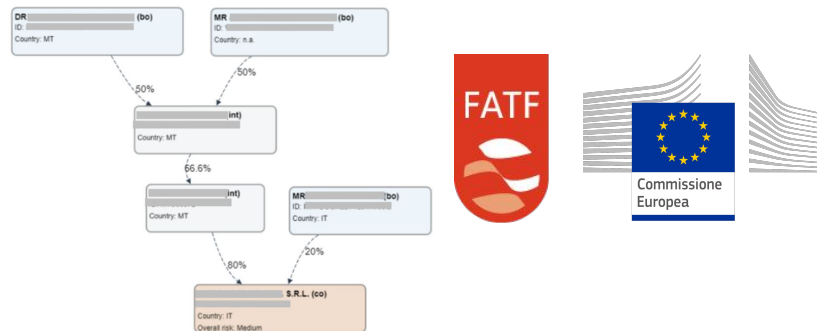 DR (bo)
ID:
Country: MT
MR (bo)
ID:
Country: n.a.
50%
50%
int)
Country: MT
66.6%
int)
Country: MT
MR (bo)
ID:
Country: IT
80%
20%
S.R.L. (co)
Country: IT
Overall risk: Medium
FATF
Commissione
Europea